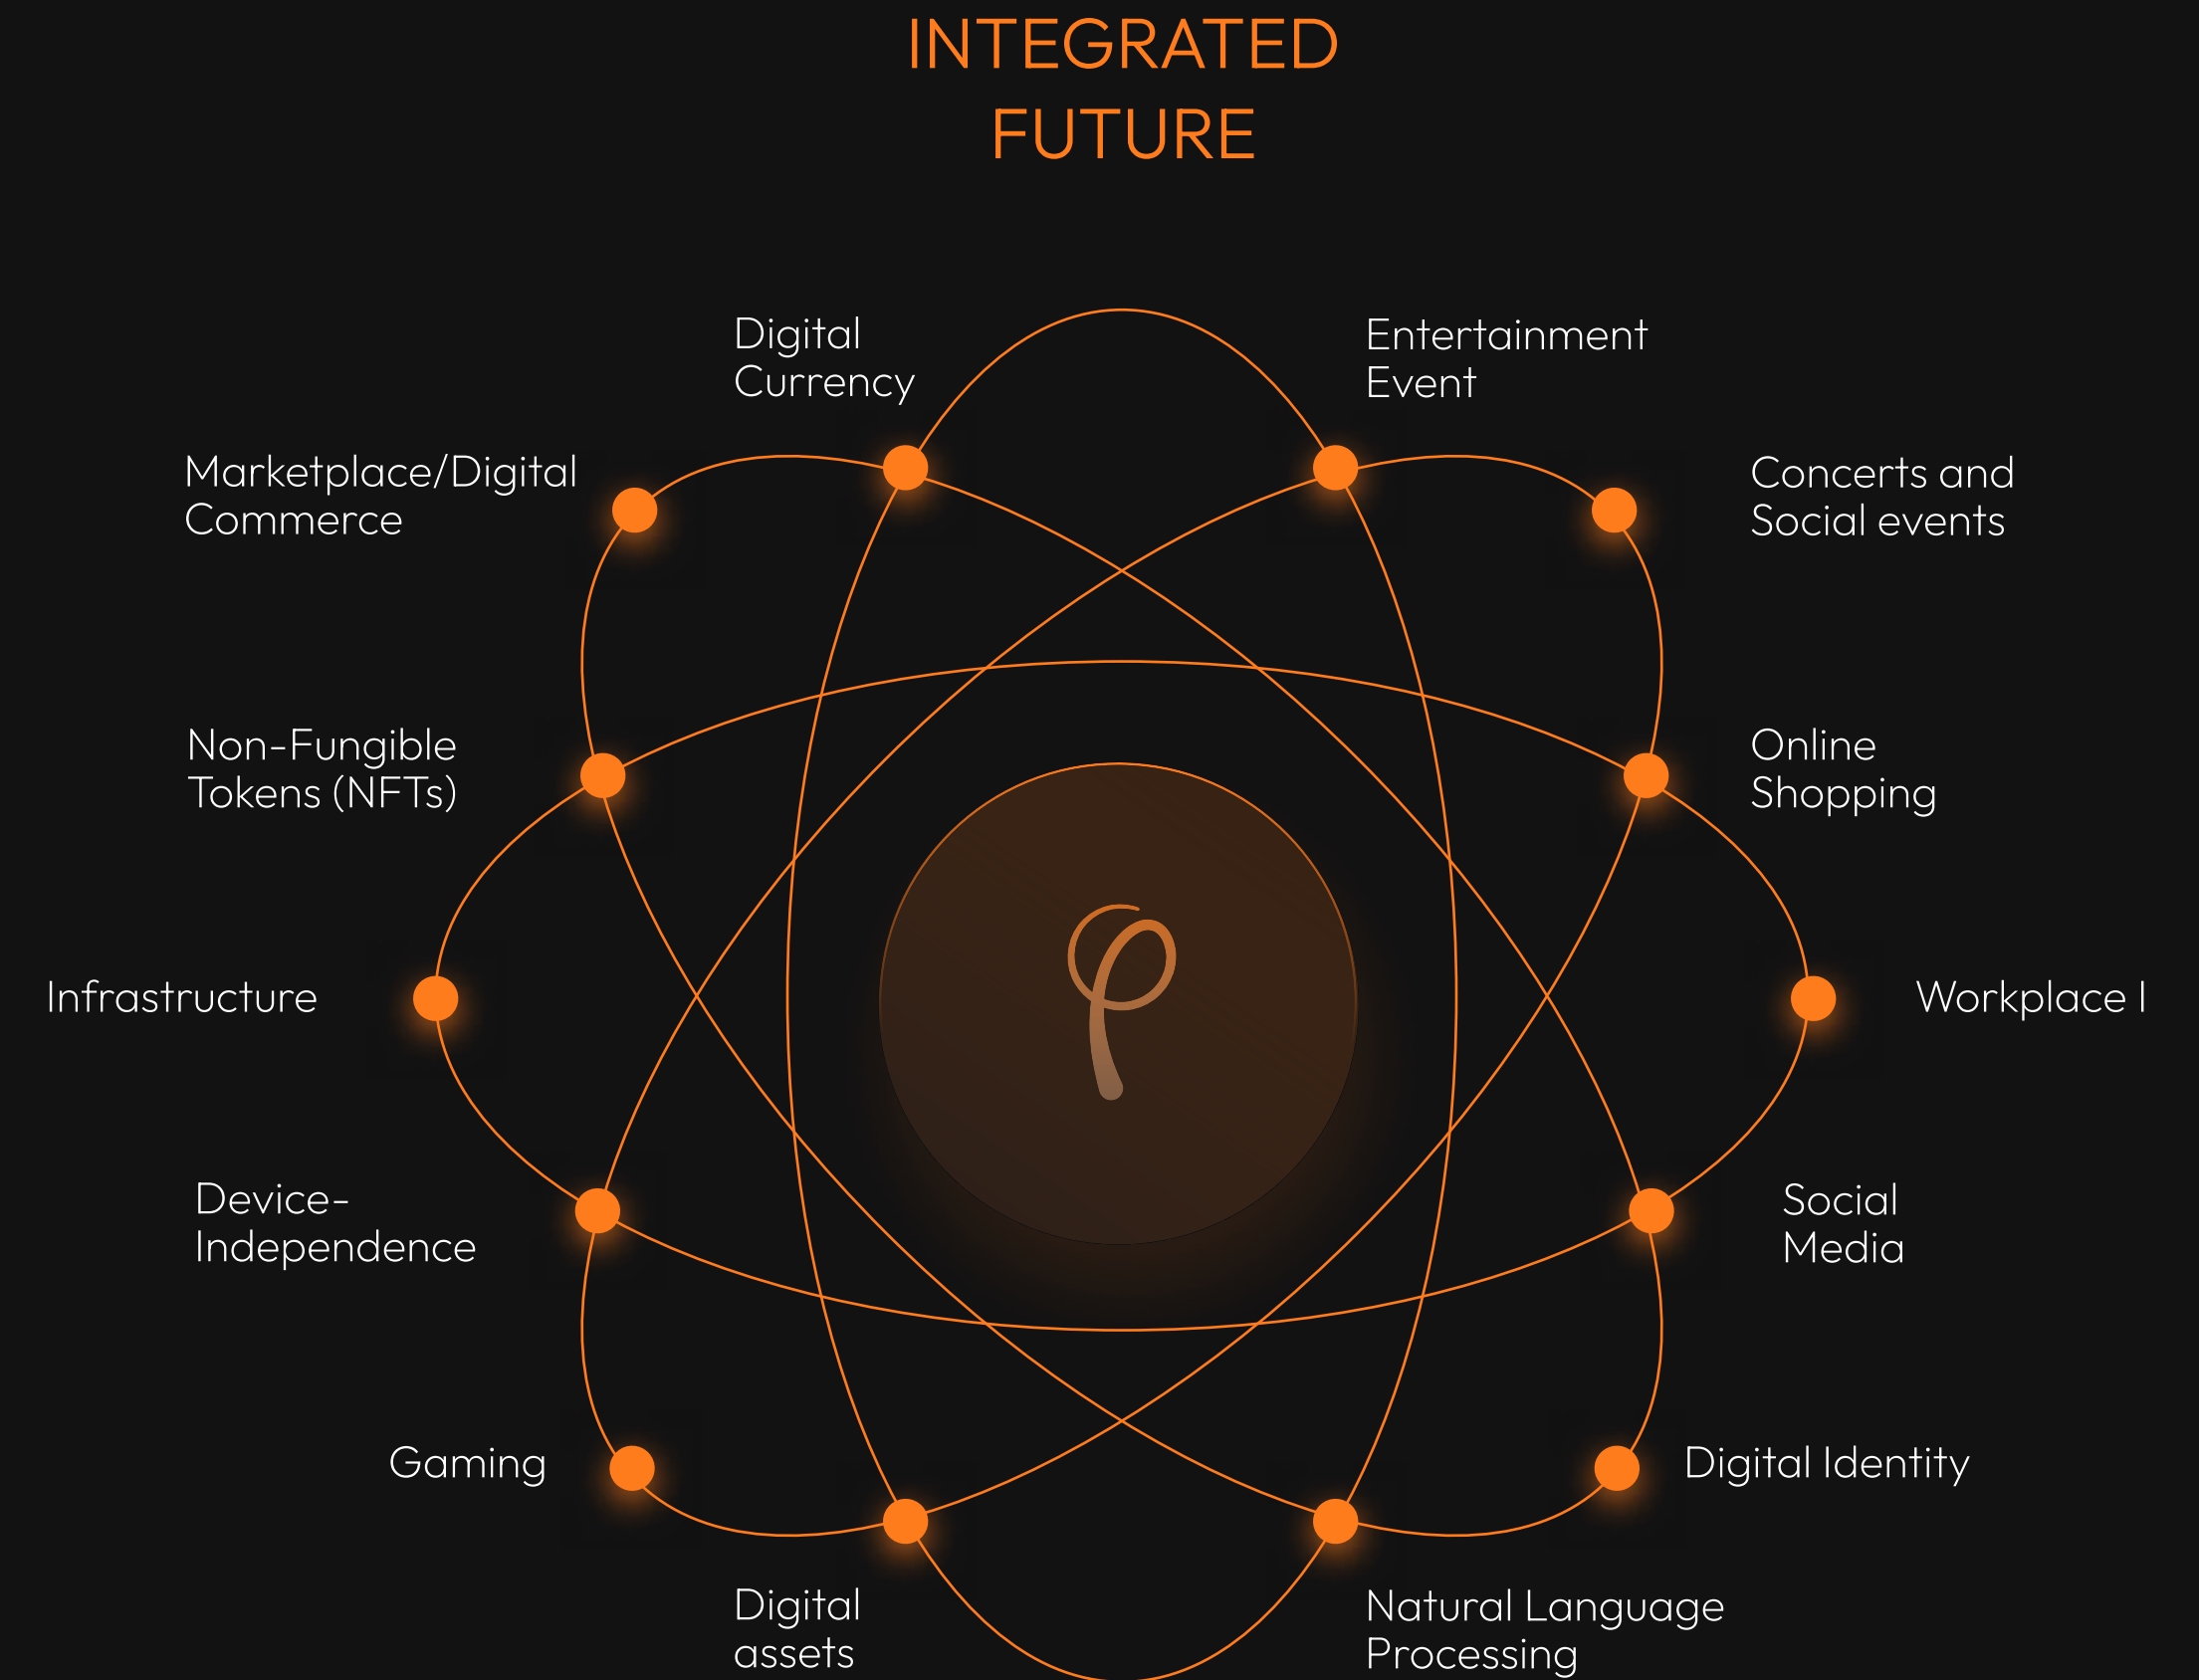 INTEGRATED
FUTURE
Digital
Currency
Entertainment
Event
Marketplace/Digital
Commerce
Concerts and
Social events
Non-Fungible
Tokens (NFTs)
Online
Shopping
Infrastructure
Workplace I
Device-
Independence
Social
Media
Gaming
Digital Identity
Digital
assets
Natural Language
Processing